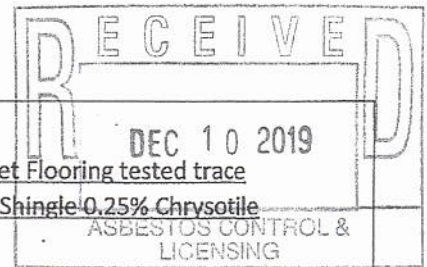 RECEIVED
DEC 10 2019
et Flooring tested trace
Shingle 0.25% Chrysotile
ASBESTOS CONTROL &
LICENSING